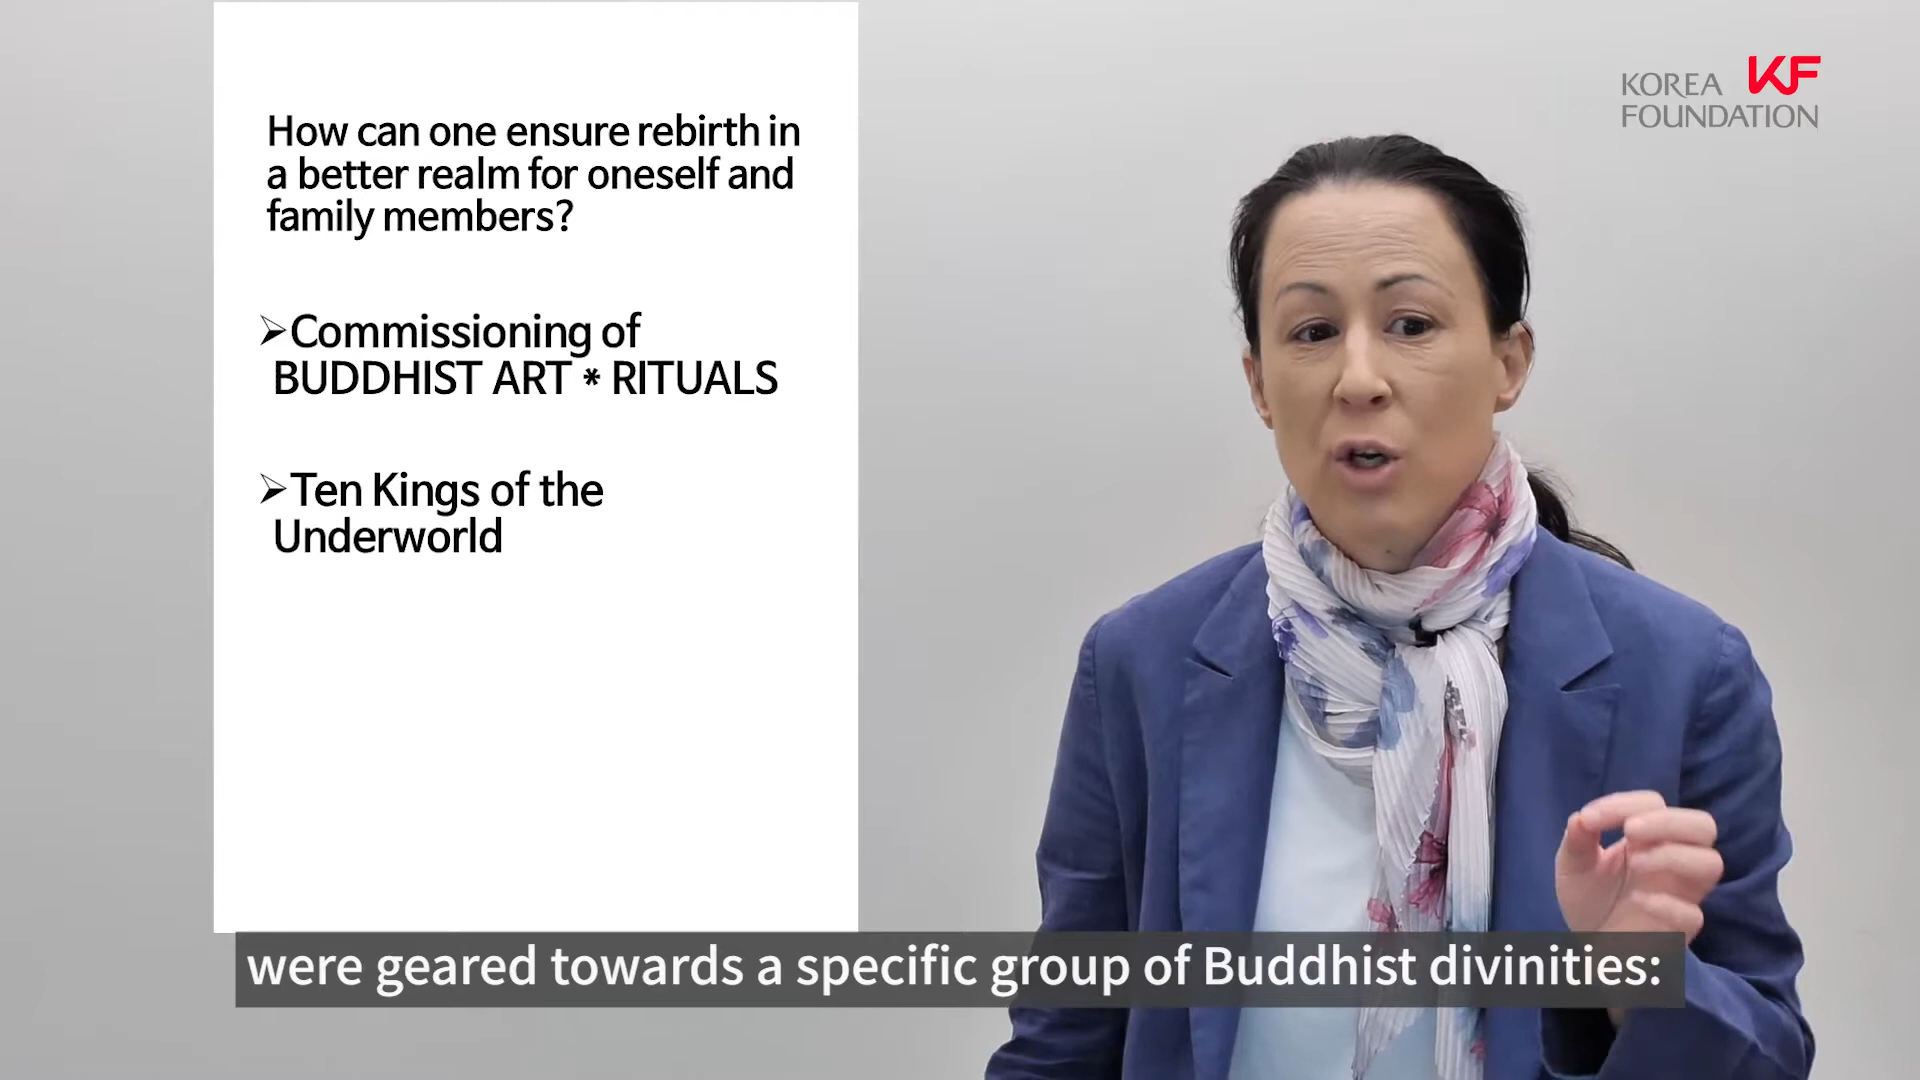 How can one ensure rebirth in
a better realm for oneself and
family members?
➢Commissioning of
BUDDHIST ART * RITUALS
➢Ten Kings of the
Underworld
KOREA KF
FOUNDATION
were geared towards a specific group of Buddhist divinities: